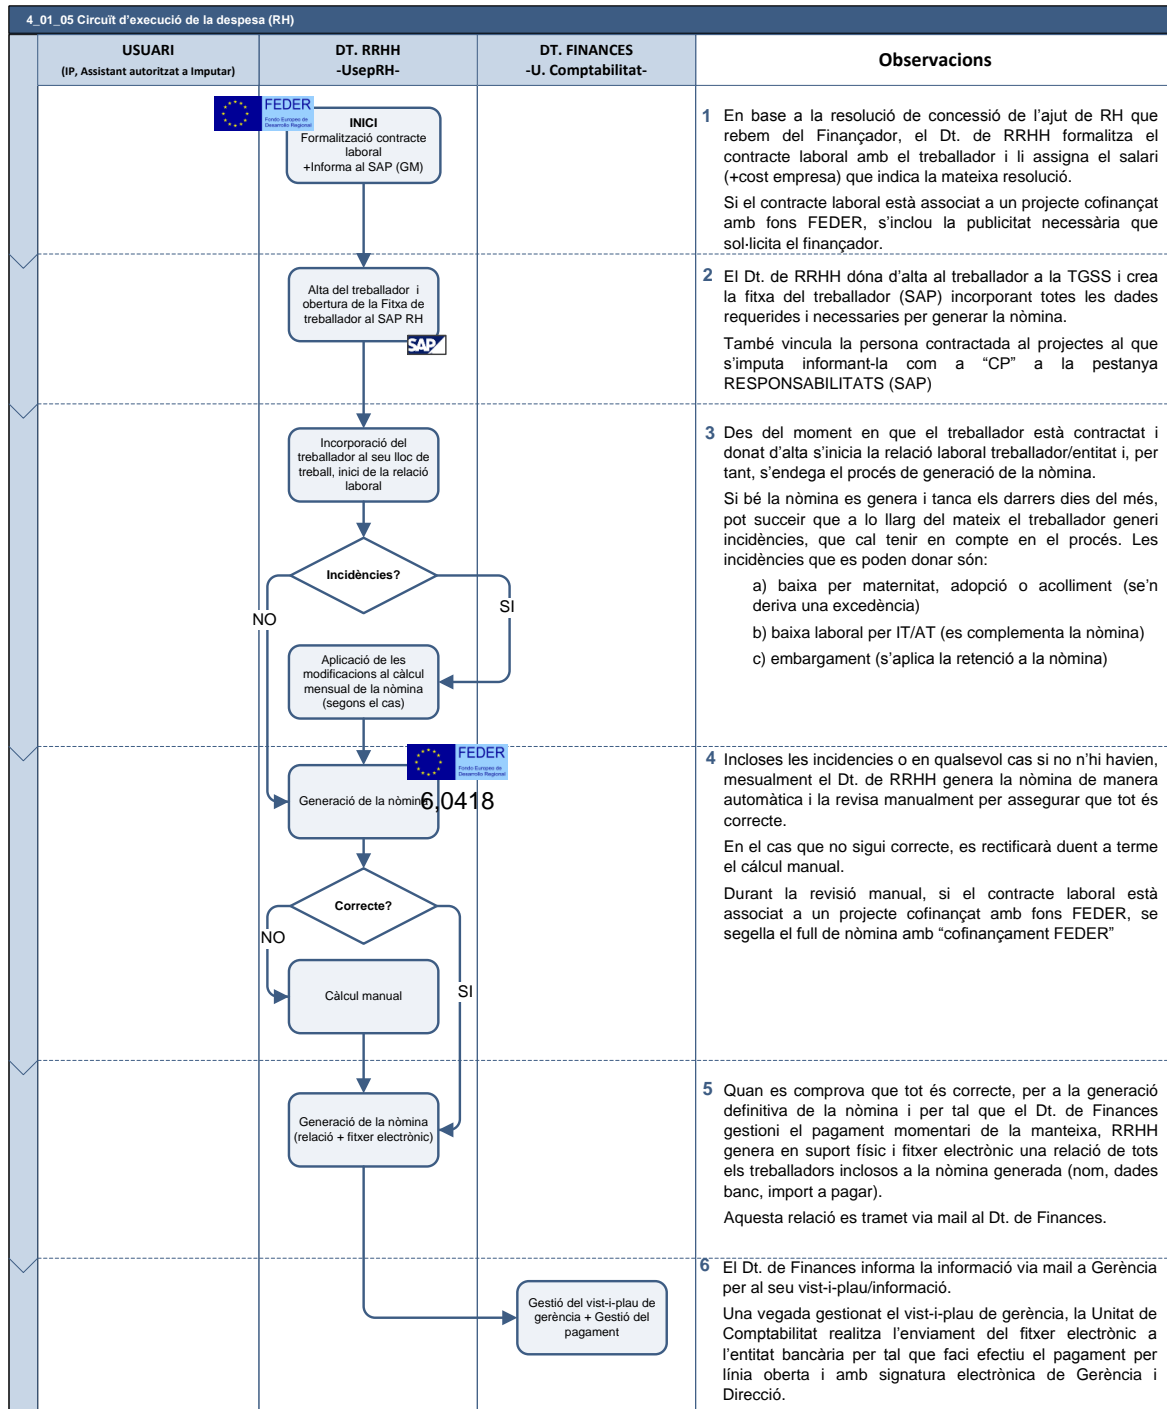 4_01_05 Circuït d’execució de la despesa (RH)
USUARI
(IP, Assistant autoritzat a Imputar)
DT. RRHH
-UsepRH-
DT. FINANCES
-U. Comptabilitat-
Observacions
FEDER
Fondo Europeo de
Desarrollo Regional
INICI
Formalització contracte
laboral
+Informa al SAP (GM)
1 En base a la resolució de concessió de l’ajut de RH que
rebem del Finançador, el Dt. de RRHH formalitza el
contracte laboral amb el treballador i li assigna el salari
(+cost empresa) que indica la mateixa resolució.
Si el contracte laboral està associat a un projecte cofinançat
amb fons FEDER, s’inclou la publicitat necessària que
sol·licita el finançador.
Alta del treballador i
obertura de la Fitxa de
treballador al SAP RH
SAP
2 El Dt. de RRHH dóna d’alta al treballador a la TGSS i crea
la fitxa del treballador (SAP) incorporant totes les dades
requerides i necessaries per generar la nòmina.
També vincula la persona contractada al projectes al que
s’imputa informant-la com a “CP” a la pestanya
RESPONSABILITATS (SAP)
Incorporació del
treballador al seu lloc de
treball, inici de la relació
laboral
Incidències?
NO
SI
Aplicació de les
modificacions al càlcul
mensual de la nòmina
(segons el cas)
3 Des del moment en que el treballador està contractat i
donat d’alta s’inicia la relació laboral treballador/entitat i, per
tant, s’endega el procés de generació de la nòmina.
Si bé la nòmina es genera i tanca els darrers dies del més,
pot succeir que a lo llarg del mateix el treballador generi
incidències, que cal tenir en compte en el procés. Les
incidències que es poden donar són:
a) baixa per maternitat, adopció o acolliment (se’n
deriva una excedència)
b) baixa laboral per IT/AT (es complementa la nòmina)
c) embargament (s’aplica la retenció a la nòmina)
FEDER
Fondo Europeo de
Desarrollo Regional
Generació de la nòmina
6,0418
Correcte?
NO
SI
Càlcul manual
4 Incloses les incidencies o en qualsevol cas si no n’hi havien,
mesualment el Dt. de RRHH genera la nòmina de manera
automàtica i la revisa manualment per assegurar que tot és
correcte.
En el cas que no sigui correcte, es rectificarà duent a terme
el cálcul manual.
Durant la revisió manual, si el contracte laboral està
associat a un projecte cofinançat amb fons FEDER, se
segella el full de nòmina amb “cofinançament FEDER”
Generació de la nòmina
(relació + fitxer electrònic)
5 Quan es comprova que tot és correcte, per a la generació
definitiva de la nòmina i per tal que el Dt. de Finances
gestioni el pagament momentari de la manteixa, RRHH
genera en suport físic i fitxer electrònic una relació de tots
els treballadors inclosos a la nòmina generada (nom, dades
banc, import a pagar).
Aquesta relació es tramet via mail al Dt. de Finances.
Gestió del vist-i-plau de
gerència + Gestió del
pagament
6 El Dt. de Finances informa la informació via mail a Gerència
per al seu vist-i-plau/informació.
Una vegada gestionat el vist-i-plau de gerència, la Unitat de
Comptabilitat realitza l’enviament del fitxer electrònic a
l’entitat bancària per tal que faci efectiu el pagament per
línia oberta i amb signatura electrònica de Gerència i
Direcció.